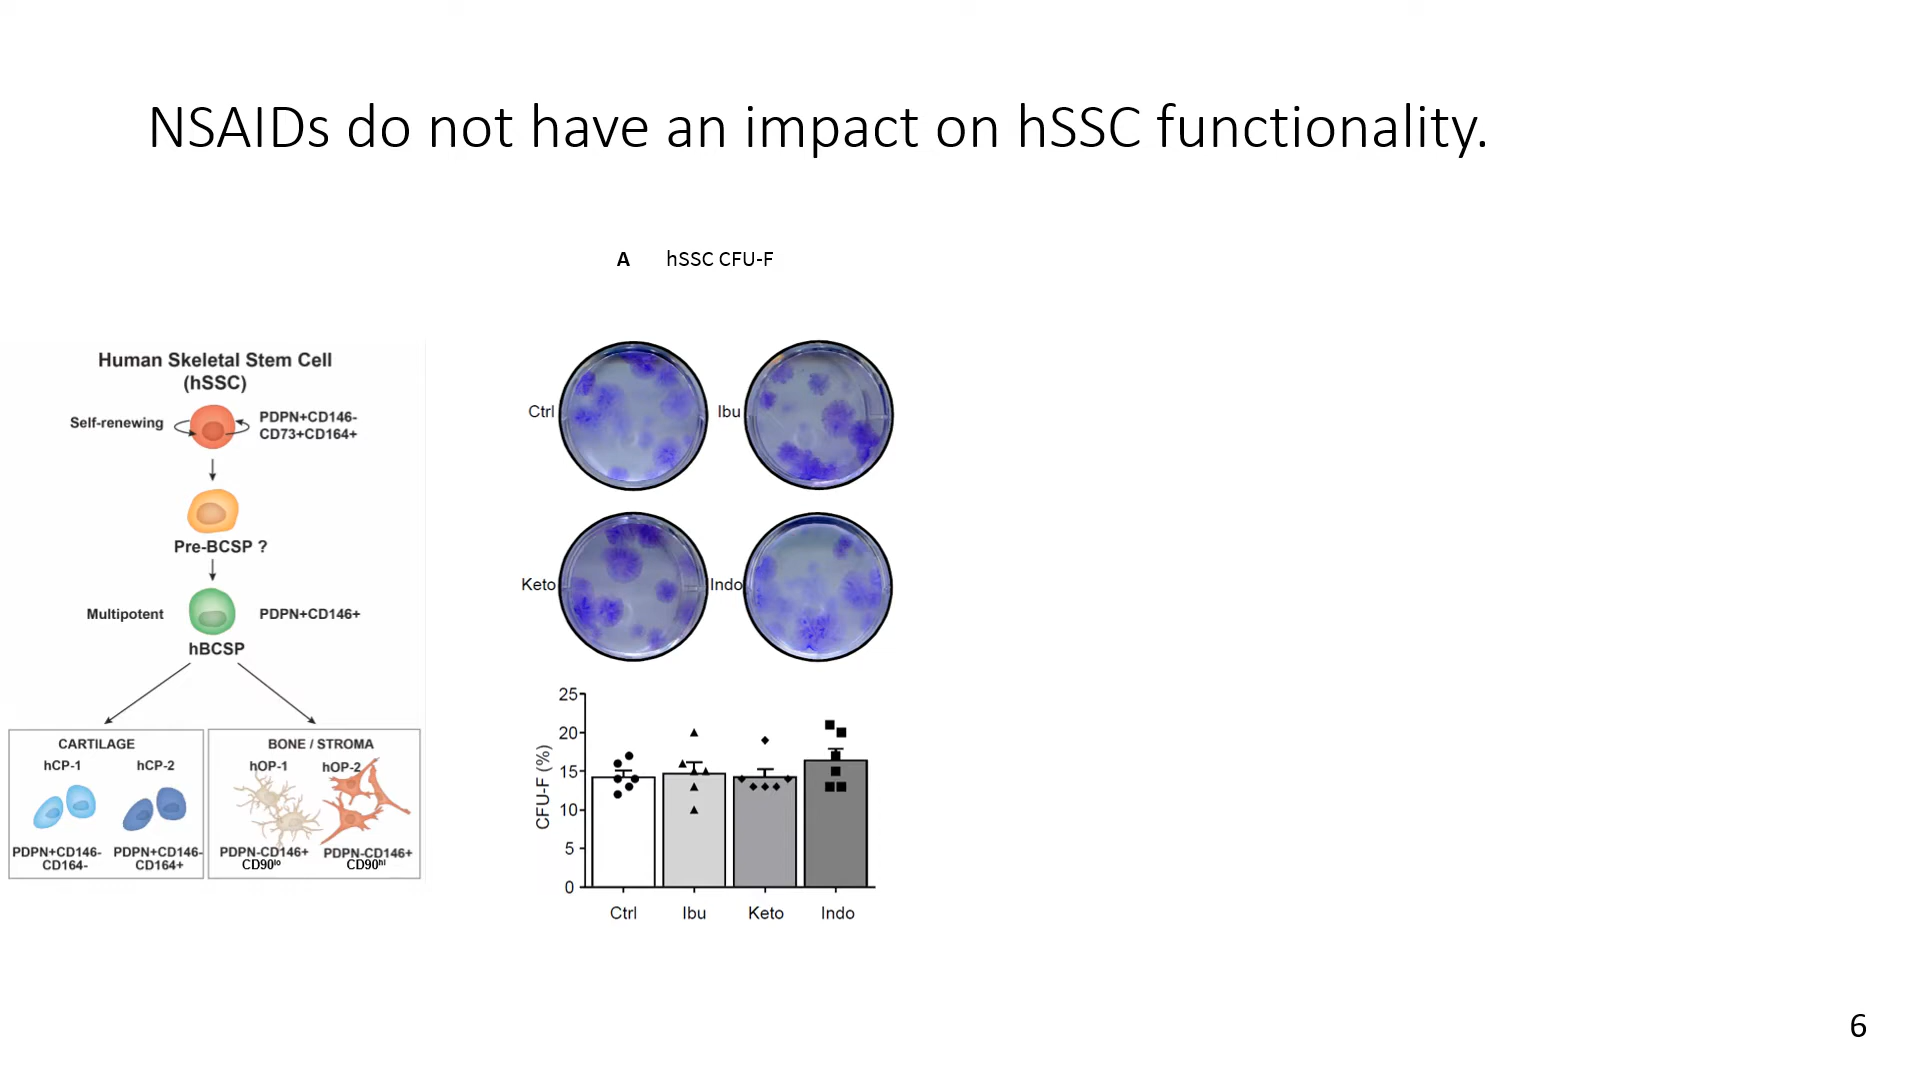 NSAIDs do not have an impact on hSSC functionality.
A hSSC CFU-F
Human Skeletal Stem Cell
(hSSC)
Self-renewing
PDPN+CD146-
CD73+CD164+
Pre-BCSP ?
Multipotent
PDPN+CD146+
hBCSP
CARTILAGE
hCP-1 hCP-2
PDPN+CD146- PDPN+CD146-
CD164- CD164+
BONE / STROMA
hOP-1 hOP-2
PDPN-CD146+ PDPN-CD146+
CD90lo CD90hi
Ctrl Ibu
Keto Indo
CFU-F (%)
25
20
15
10
5
0
Ctrl Ibu Keto Indo
6